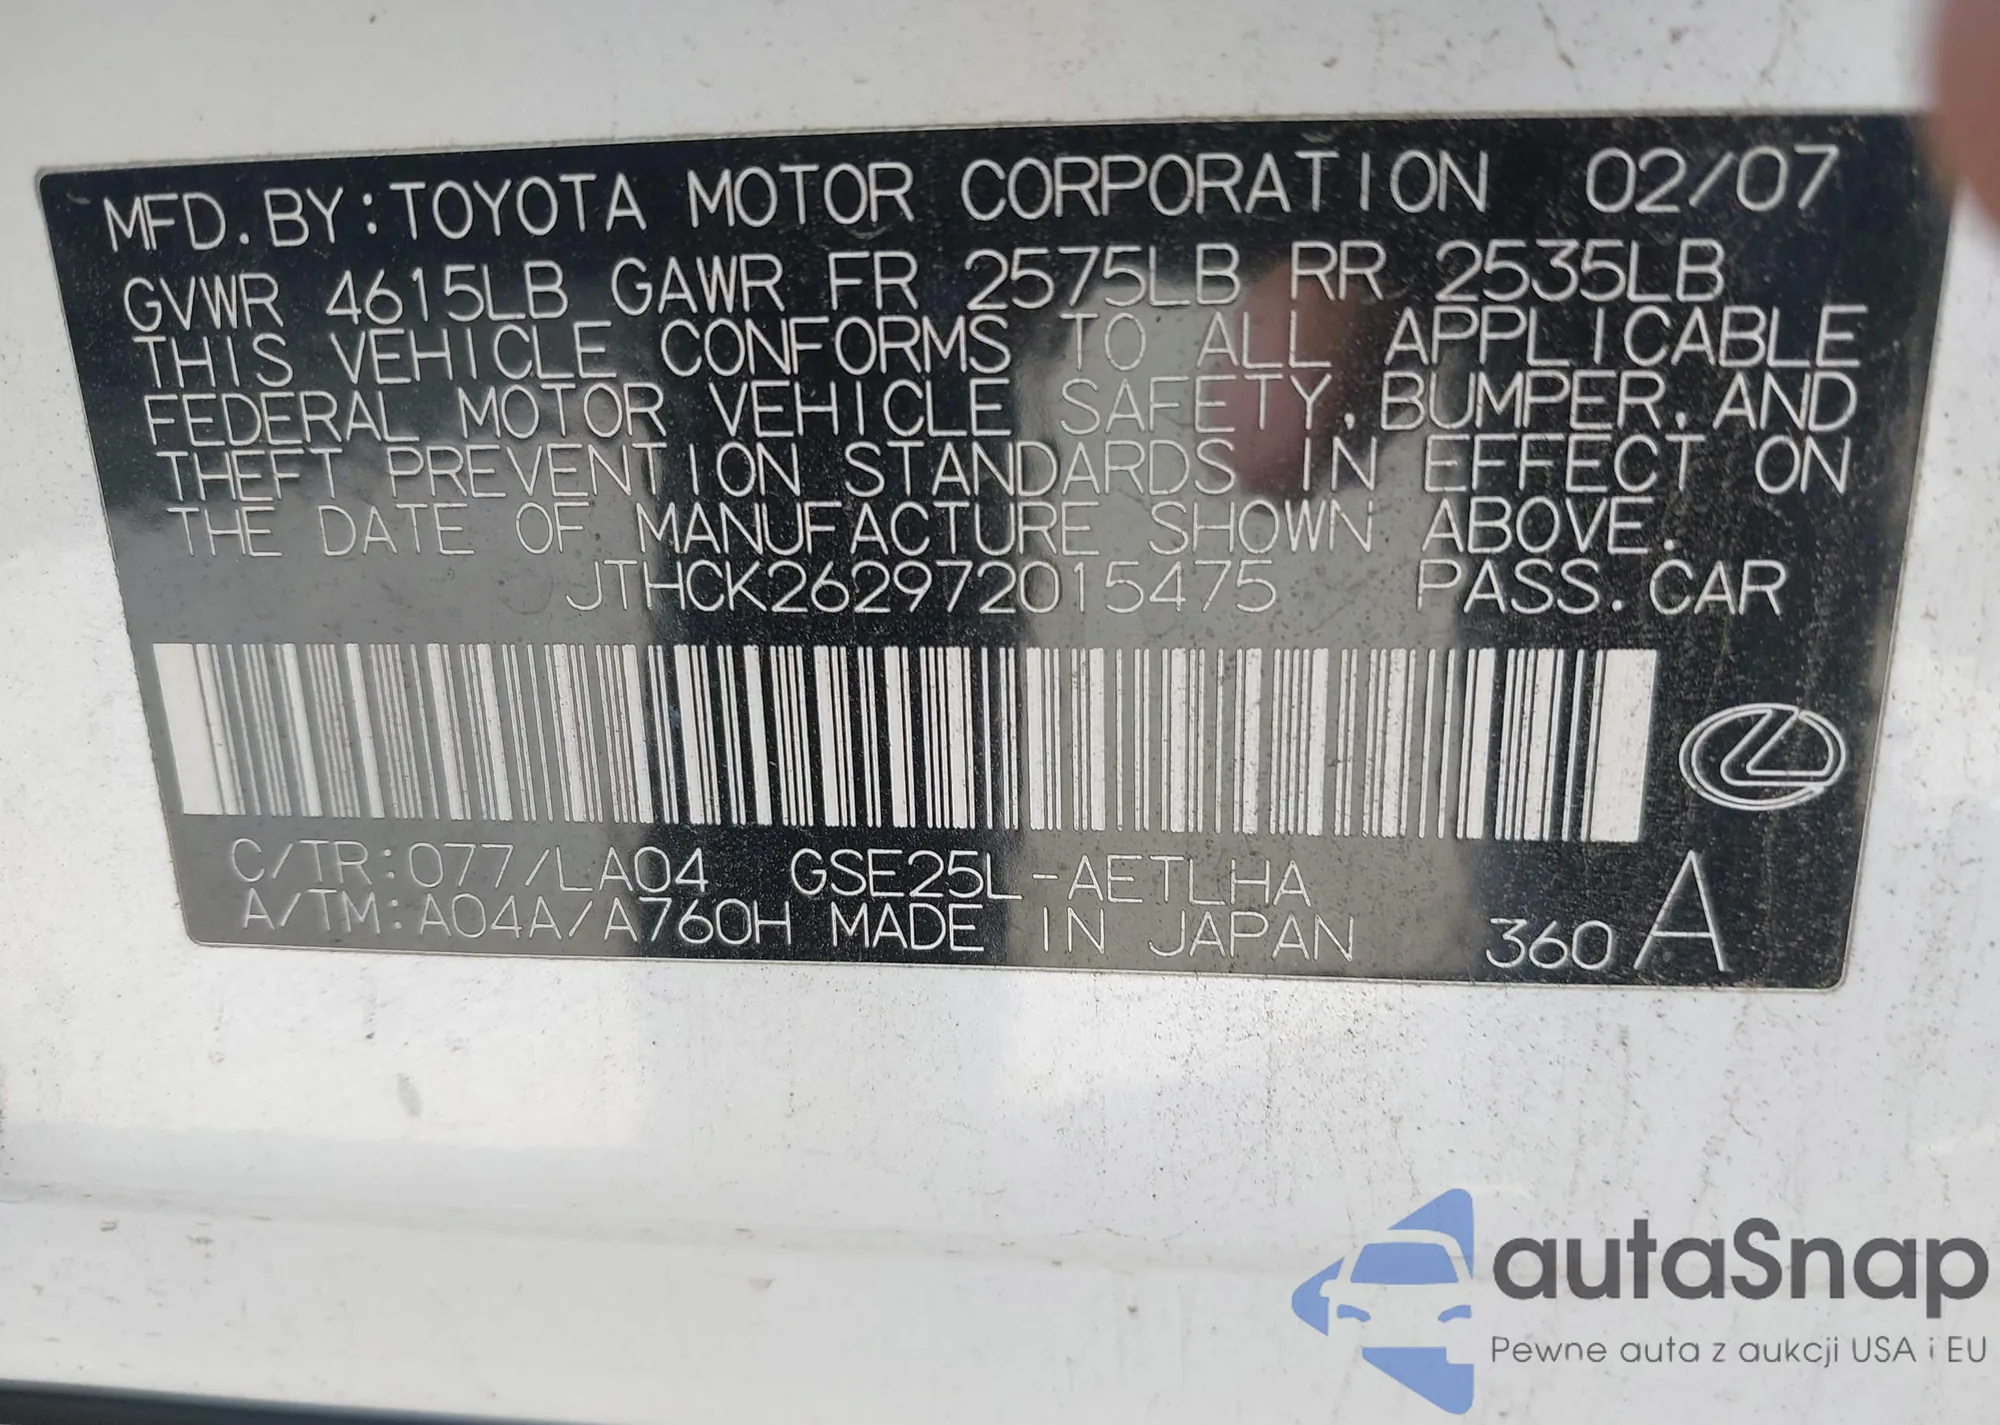 MFD. BY: TOYOTA MOTOR CORPORATION 02/07
GVWR 4615LB GAWR FR 2575LB RR 2535LB
THIS VEHICLE CONFORMS TO ALL APPLICABLE
FEDERAL MOTOR VEHICLE SAFETY, BUMPER, AND
THEFT PREVENTION STANDARDS IN EFFECT ON
THE DATE OF MANUFACTURE SHOWN ABOVE.
JTHCK262972015475 PASS. CAR
C/TR: 077/LA04 GSE25L-AETLHA
A/TM: A04A/A760H MADE IN JAPAN 360 A
autaSnap
Pewne auta z aukcji USA i EU